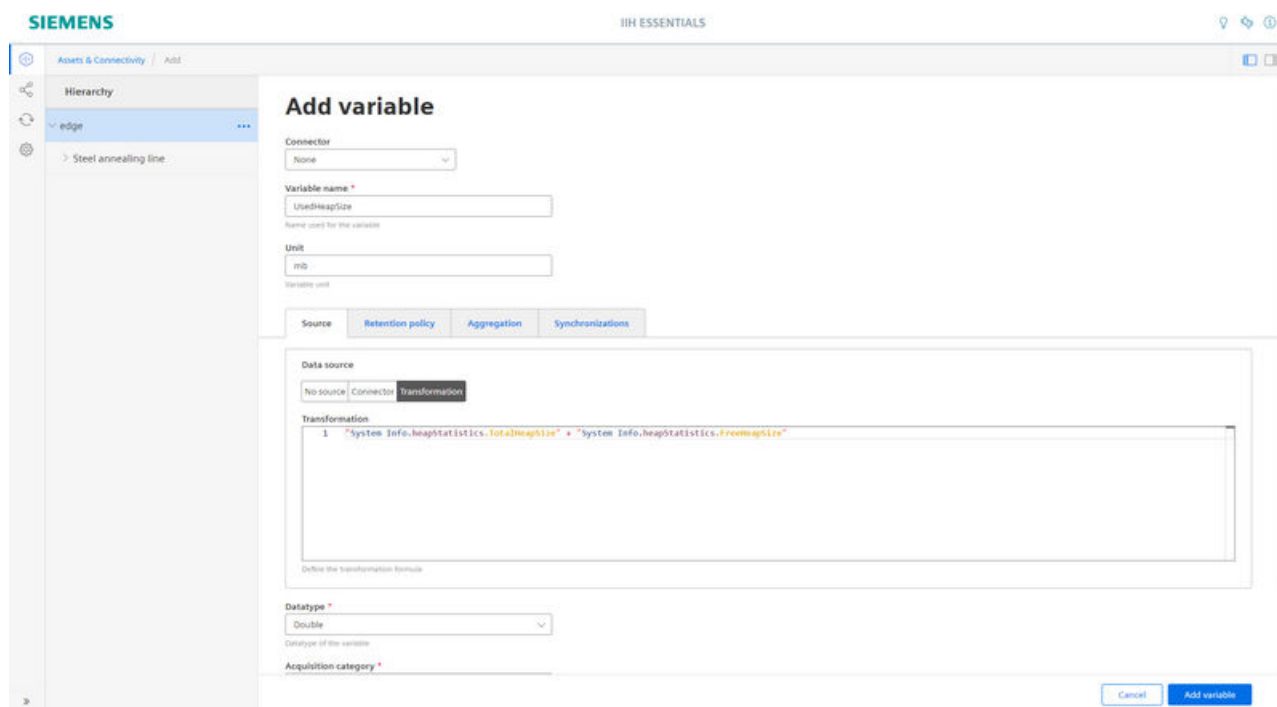 SIEMENS
IIH ESSENTIALS
Assets & Connectivity / Add
Hierarchy
edge
Steel annealing line
Add variable
Connector
None
Variable name *
UsedHeapSize
Name used for the variable
Unit
mb
Variable unit
Source Retention policy Aggregation Synchronizations
Data source
No source Connector Transformation
Transformation
1 "System Info.heapStatistics.TotalHeapSize" + "System Info.heapStatistics.FreeHeapSize"
Define the transformation formula
Datatype *
Double
Datatype of the variable
Acquisition category *
Cancel Add variable